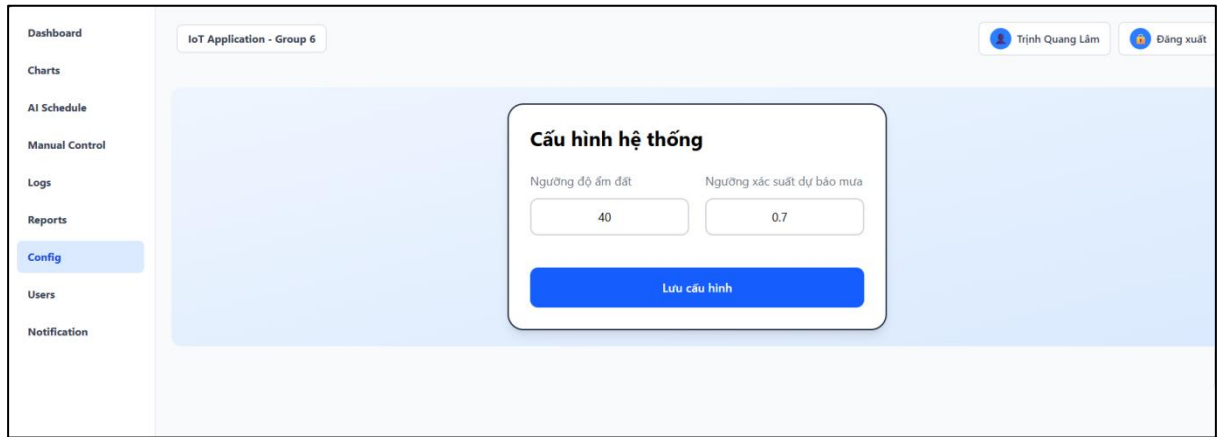 Dashboard
Charts
AI Schedule
Manual Control
Logs
Reports
Config
Users
Notification
IoT Application - Group 6
Trịnh Quang Lâm
Đăng xuất
Cấu hình hệ thống
Ngưỡng độ ẩm đất
40
Ngưỡng xác suất dự báo mưa
0.7
Lưu cấu hình